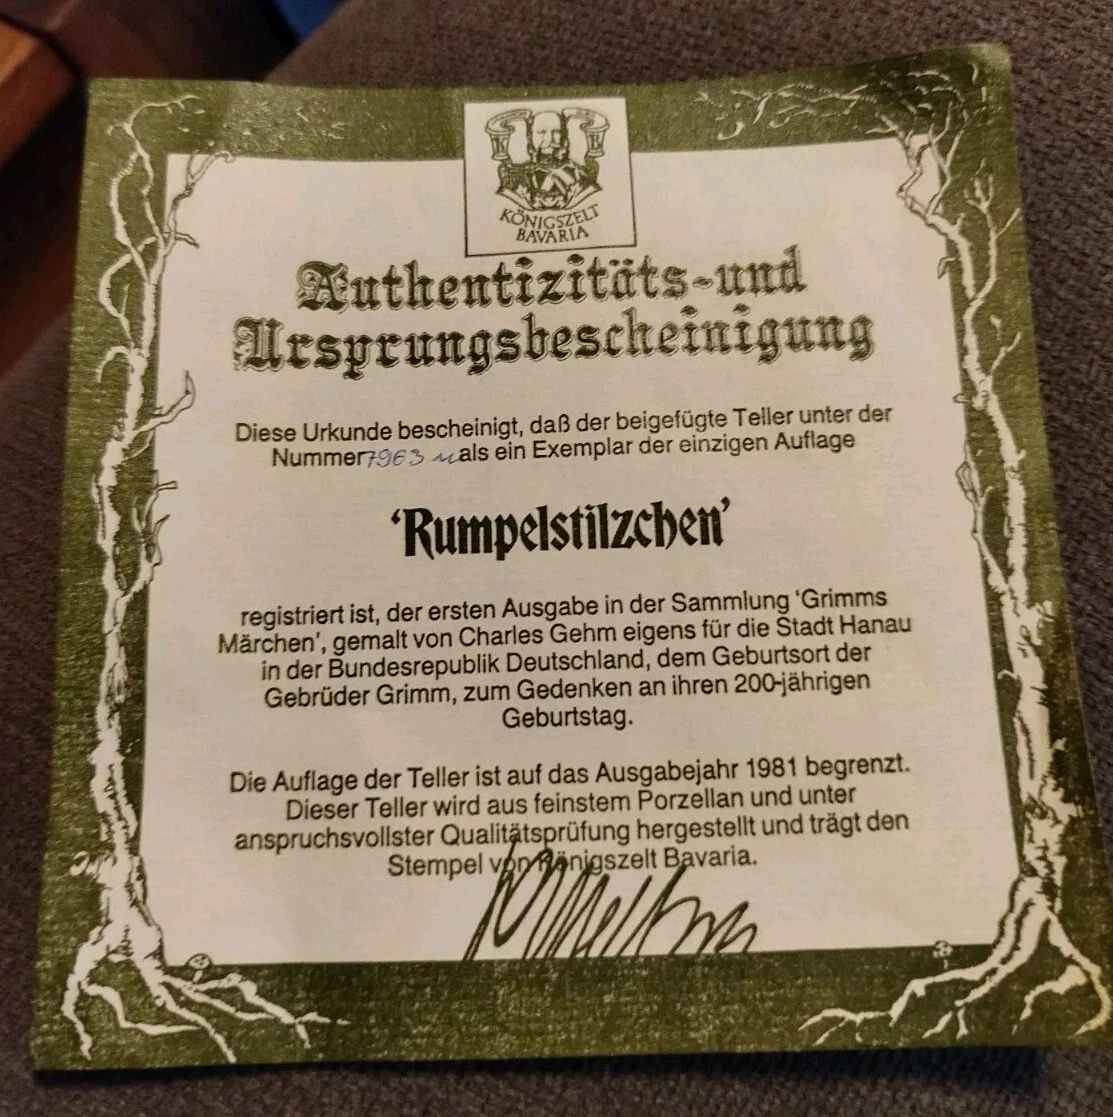 K B
KÖNIGSZELT
BAVARIA
Authentizitäts-und
Ursprungsbescheinigung
Diese Urkunde bescheinigt, daß der beigefügte Teller unter der
Nummer 7963 als ein Exemplar der einzigen Auflage
‘Rumpelstilzchen’
registriert ist, der ersten Ausgabe in der Sammlung ‘Grimms
Märchen’, gemalt von Charles Gehm eigens für die Stadt Hanau
in der Bundesrepublik Deutschland, dem Geburtsort der
Gebrüder Grimm, zum Gedenken an ihren 200-jährigen
Geburtstag.
Die Auflage der Teller ist auf das Ausgabejahr 1981 begrenzt.
Dieser Teller wird aus feinstem Porzellan und unter
anspruchsvollster Qualitätsprüfung hergestellt und trägt den
Stempel von Königszelt Bavaria.